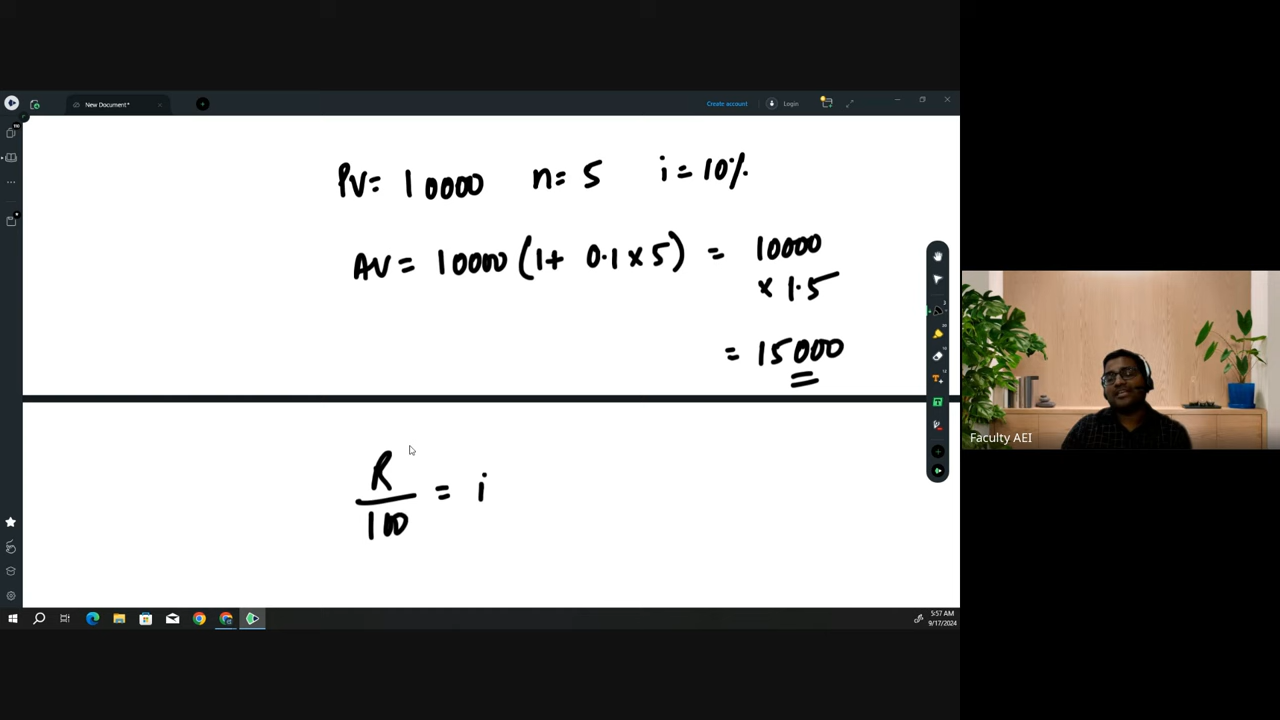 New Document*
Create account
Login
PV= 10000 n= 5 i = 10%
AV= 10000 (1+ 0.1 x 5) = 10000
x 1.5
= 15000
R
100
= i
Faculty AEI
5:57 AM
9/17/2024